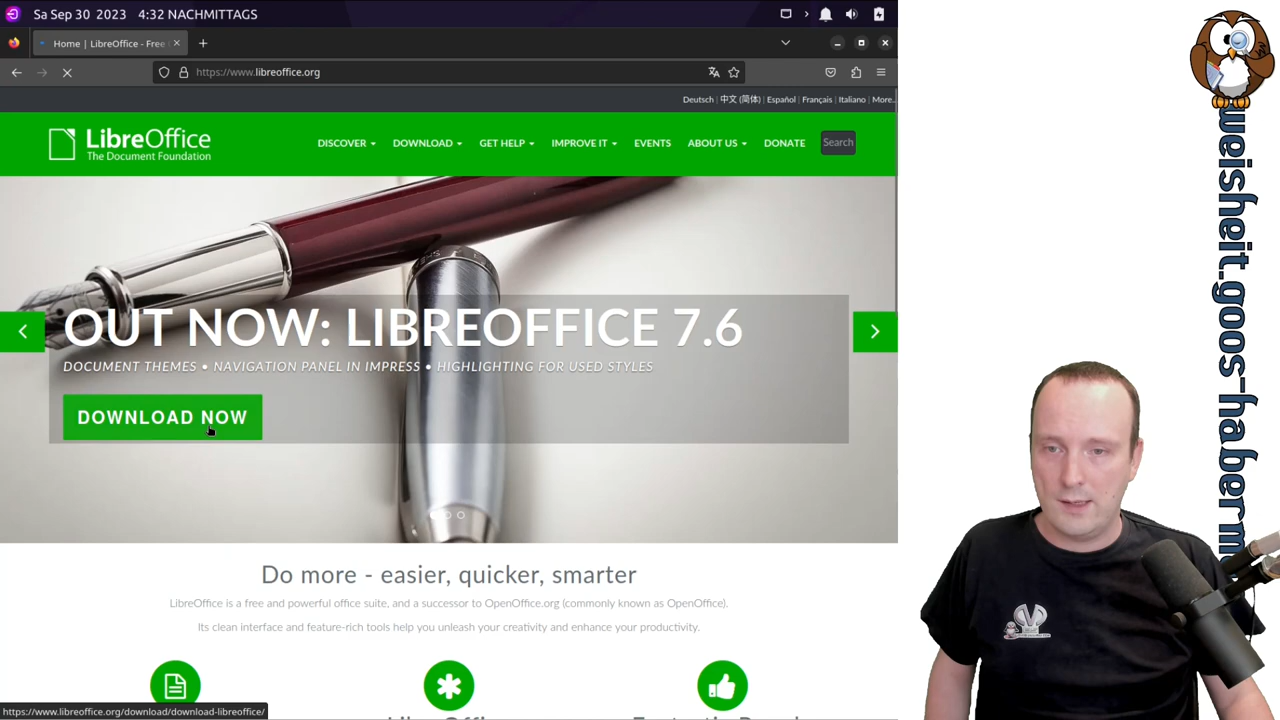 Sa Sep 30 2023 4:32 NACHMITTAGS
Home | LibreOffice - Free
https://www.libreoffice.org
Deutsch | 中文 (简体) | Español | Français | Italiano | More...
LibreOffice
The Document Foundation
DISCOVER
DOWNLOAD
GET HELP
IMPROVE IT
EVENTS
ABOUT US
DONATE
Search
OUT NOW: LIBREOFFICE 7.6
DOCUMENT THEMES • NAVIGATION PANEL IN IMPRESS • HIGHLIGHTING FOR USED STYLES
DOWNLOAD NOW
Do more - easier, quicker, smarter
LibreOffice is a free and powerful office suite, and a successor to OpenOffice.org (commonly known as OpenOffice).
Its clean interface and feature-rich tools help you unleash your creativity and enhance your productivity.
https://www.libreoffice.org/download/download-libreoffice/
weisheit.goos-haberm